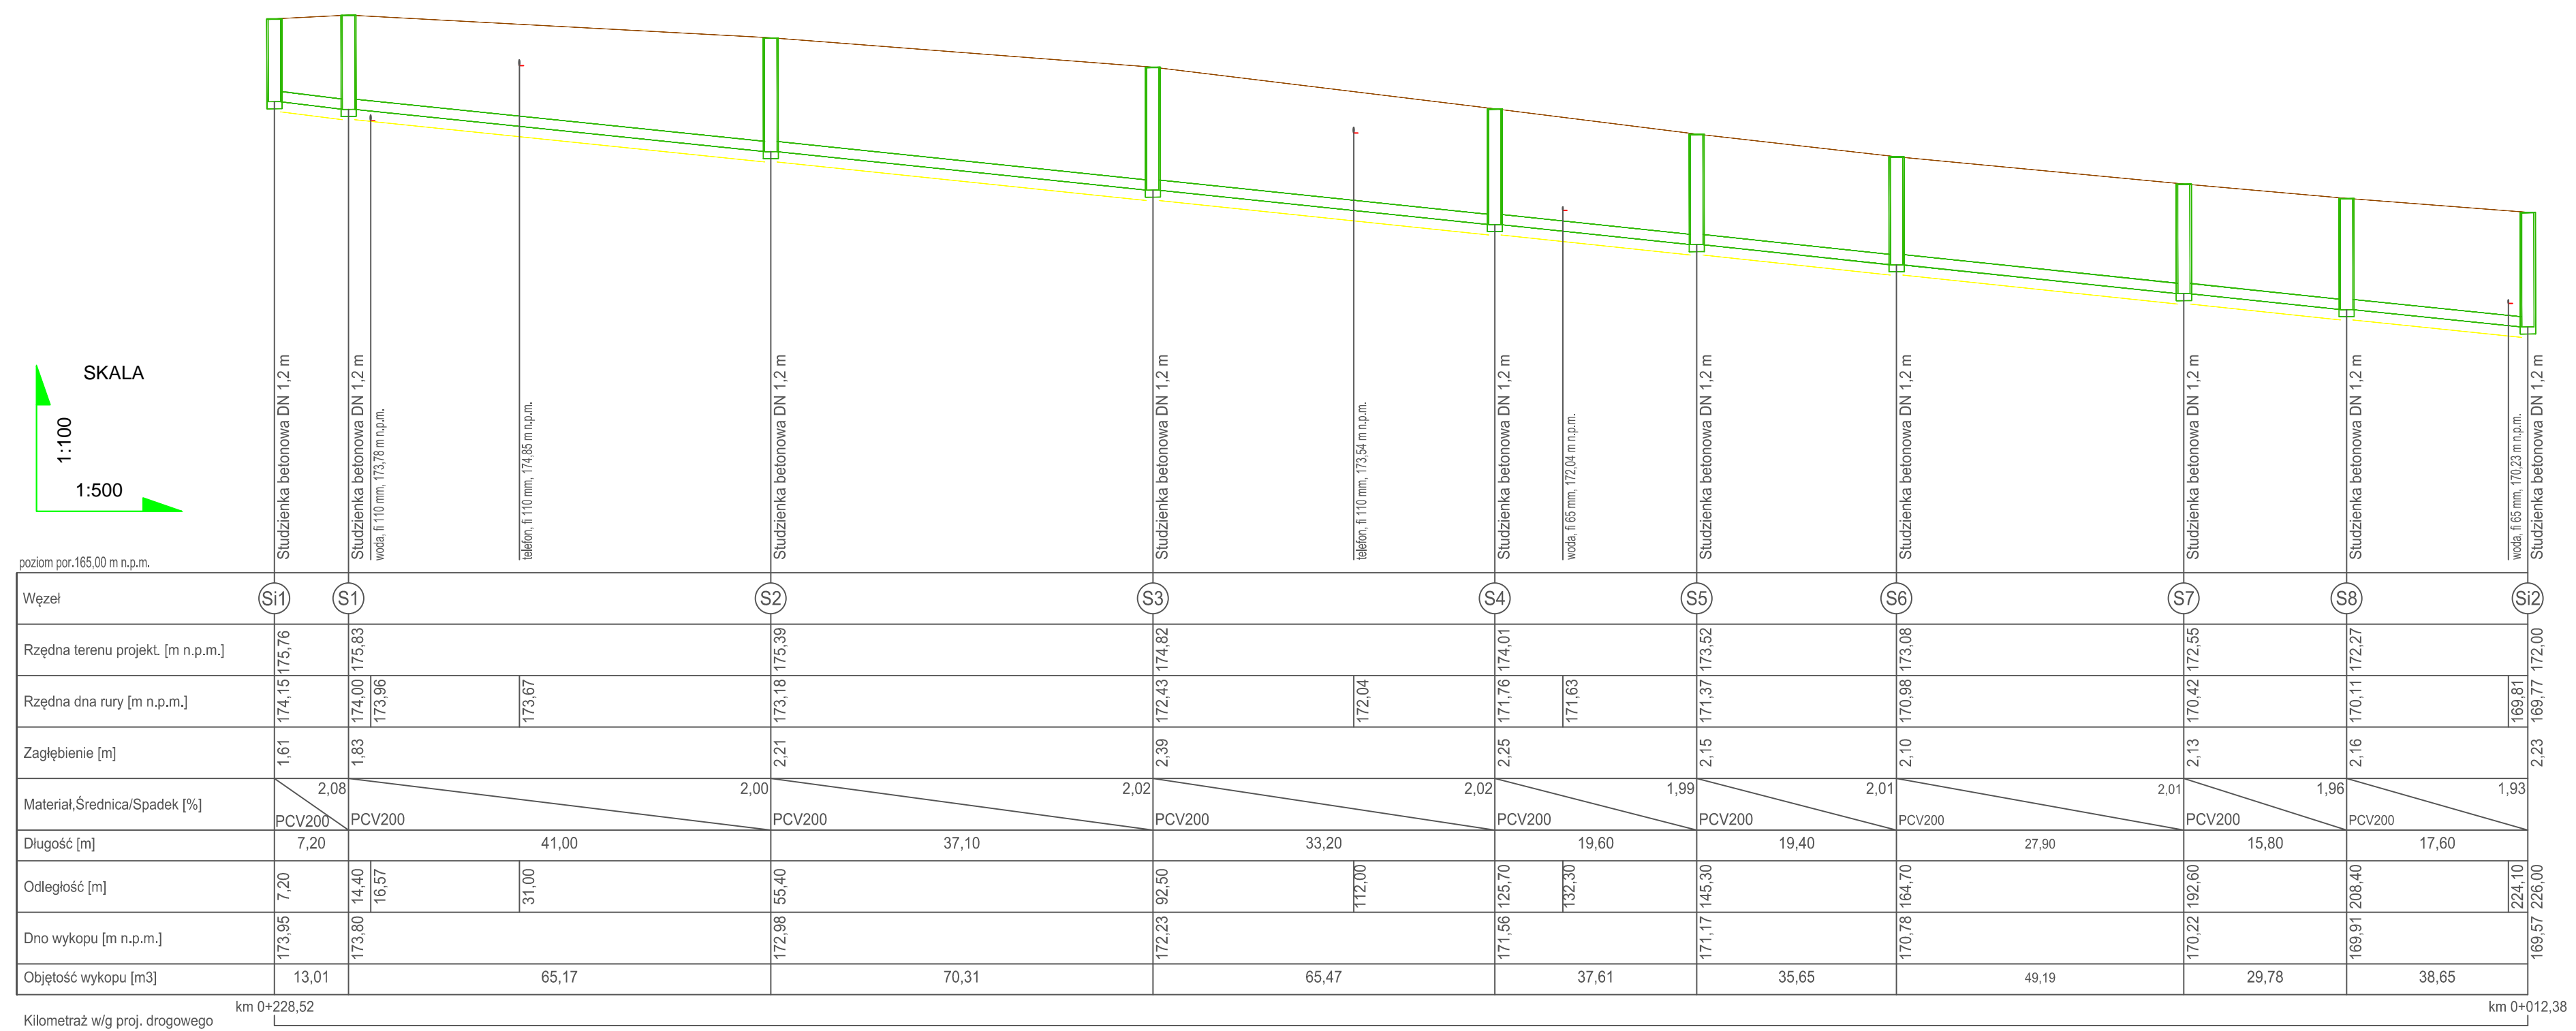 SKALA
1:100
1:500
Studzienka betonowa DN 1,2 m
Studzienka betonowa DN 1,2 m
woda, fi 110 mm, 173,78 m n.p.m.
telefon, fi 110 mm, 174,85 m n.p.m.
Studzienka betonowa DN 1,2 m
Studzienka betonowa DN 1,2 m
telefon, fi 110 mm, 173,54 m n.p.m.
Studzienka betonowa DN 1,2 m
woda, fi 65 mm, 172,04 m n.p.m.
Studzienka betonowa DN 1,2 m
Studzienka betonowa DN 1,2 m
Studzienka betonowa DN 1,2 m
Studzienka betonowa DN 1,2 m
woda, fi 65 mm, 170,23 m n.p.m.
Studzienka betonowa DN 1,2 m
poziom por.165,00 m n.p.m.
Węzeł Si1 S1 S2 S3 S4 S5 S6 S7 S8 Si2
Rzędna terenu projekt. [m n.p.m.] 175,76 175,83 175,39 174,82 174,01 173,52 173,08 172,55 172,27 172,00
Rzędna dna rury [m n.p.m.] 174,15 174,00 173,96 173,67 173,18 172,43 172,04 171,76 171,63 171,37 170,98 170,42 170,11 169,81 169,77
Zagłębienie [m] 1,61 1,83 2,21 2,39 2,25 2,15 2,10 2,13 2,16 2,23
Materiał,Średnica/Spadek [%] 2,08 2,00 2,02 2,02 1,99 2,01 2,01 1,96 1,93
PCV200 PCV200 PCV200 PCV200 PCV200 PCV200 PCV200 PCV200 PCV200
Długość [m] 7,20 41,00 37,10 33,20 19,60 19,40 27,90 15,80 17,60
Odległość [m] 7,20 14,40 16,57 31,00 55,40 92,50 112,00 125,70 132,30 145,30 164,70 192,60 208,40 224,10 226,00
Dno wykopu [m n.p.m.] 173,95 173,80 172,98 172,23 171,56 171,17 170,78 170,22 169,91 169,57
Objętość wykopu [m3] 13,01 65,17 70,31 65,47 37,61 35,65 49,19 29,78 38,65
km 0+228,52 km 0+012,38
Kilometraż w/g proj. drogowego